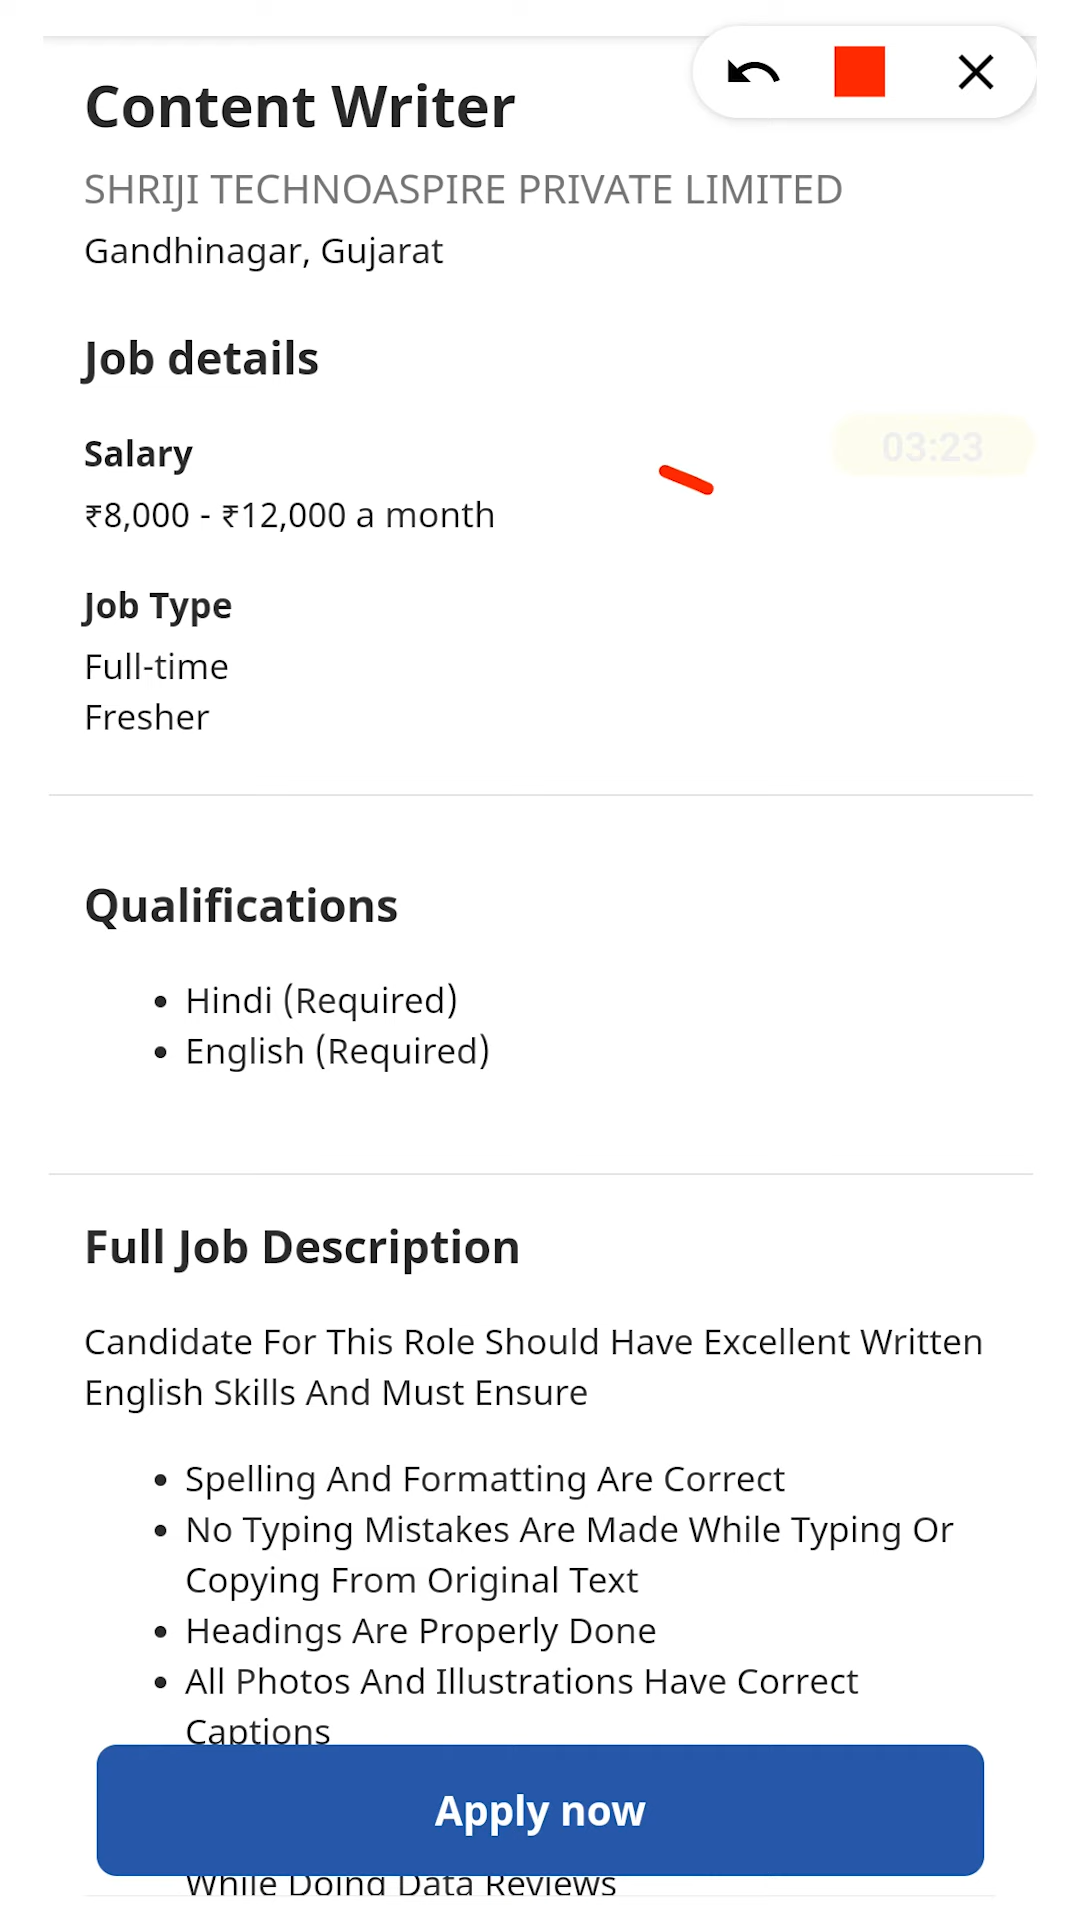 Content Writer
SHRIJI TECHNOASPIRE PRIVATE LIMITED
Gandhinagar, Gujarat
Job details
Salary
03:23
₹8,000 - ₹12,000 a month
Job Type
Full-time
Fresher
Qualifications
• Hindi (Required)
• English (Required)
Full Job Description
Candidate For This Role Should Have Excellent Written
English Skills And Must Ensure
• Spelling And Formatting Are Correct
• No Typing Mistakes Are Made While Typing Or
Copying From Original Text
• Headings Are Properly Done
• All Photos And Illustrations Have Correct
Captions
Apply now
While Doing Data Reviews